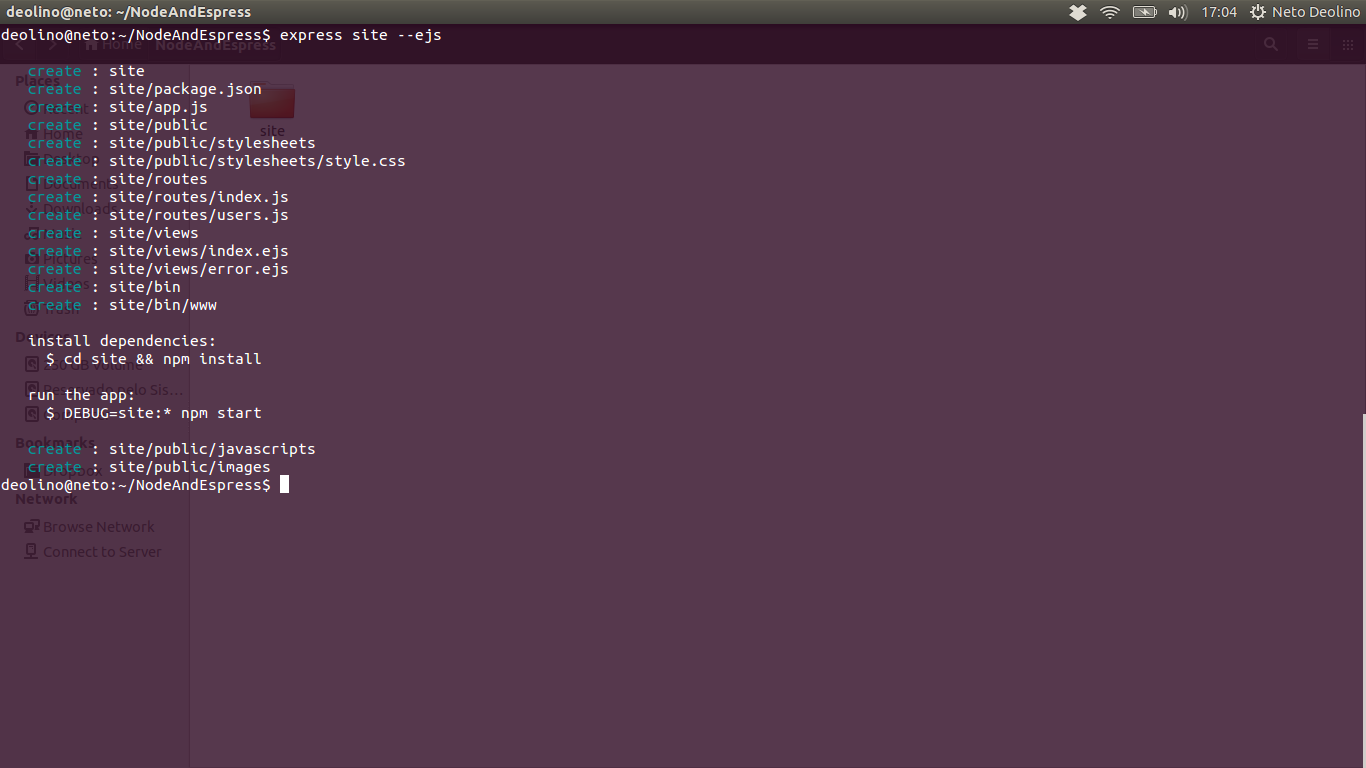 deolino@neto: ~/NodeAndEspress
17:04
Neto Deolino
deolino@neto:~/NodeAndEspress$ express site --ejs
Home NodeAndEspress
create : site
create : site/package.json
create : site/app.js
create : site/public
create : site/public/stylesheets
create : site/public/stylesheets/style.css
create : site/routes
create : site/routes/index.js
create : site/routes/users.js
create : site/views
create : site/views/index.ejs
create : site/views/error.ejs
create : site/bin
create : site/bin/www
install dependencies:
$ cd site && npm install
run the app:
$ DEBUG=site:* npm start
create : site/public/javascripts
create : site/public/images
deolino@neto:~/NodeAndEspress$
site
Places
Home
Documents
Downloads
Pictures
Trash
Devices
Reservado pelo Sis...
Bookmarks
Network
Browse Network
Connect to Server